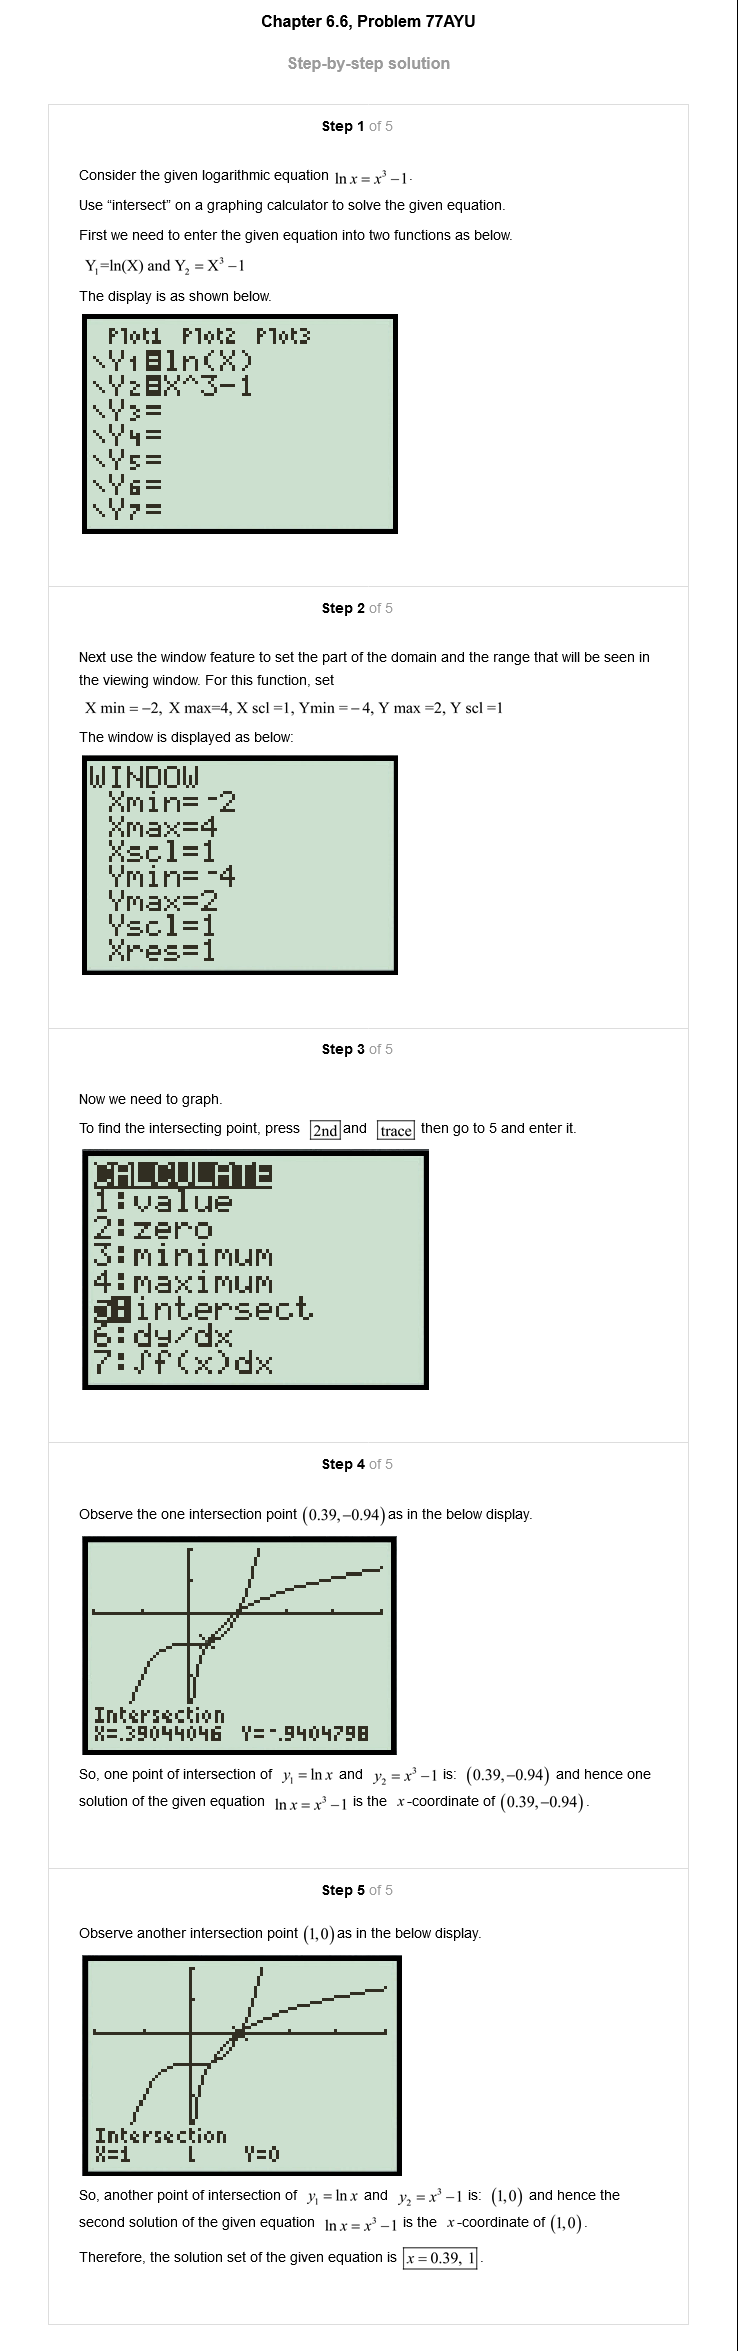 Chapter 6.6, Problem 77AYU
Step-by-step solution
Step 1 of 5
Consider the given logarithmic equation ln x = x³ − 1.
Use “intersect” on a graphing calculator to solve the given equation.
First we need to enter the given equation into two functions as below.
Y₁=ln(X) and Y₂ = X³ − 1
The display is as shown below.
Plot1 Plot2 Plot3
\Y1=ln(X)
\Y2=X^3-1
\Y3=
\Y4=
\Y5=
\Y6=
\Y7=
Step 2 of 5
Next use the window feature to set the part of the domain and the range that will be seen in
the viewing window. For this function, set
X min = −2, X max=4, X scl =1, Ymin = − 4, Y max =2, Y scl =1
The window is displayed as below:
WINDOW
Xmin=-2
Xmax=4
Xscl=1
Ymin=-4
Ymax=2
Yscl=1
Xres=1
Step 3 of 5
Now we need to graph.
To find the intersecting point, press 2nd and trace then go to 5 and enter it.
CALCULATE
1:value
2:zero
3:minimum
4:maximum
5:intersect
6:dy/dx
7:∫f(x)dx
Step 4 of 5
Observe the one intersection point (0.39, −0.94) as in the below display.
Intersection
X=.39044046 Y=-.9404798
So, one point of intersection of y₁ = ln x and y₂ = x³ − 1 is: (0.39, −0.94) and hence one
solution of the given equation ln x = x³ − 1 is the x-coordinate of (0.39, −0.94).
Step 5 of 5
Observe another intersection point (1,0) as in the below display.
Intersection
X=1 Y=0
So, another point of intersection of y₁ = ln x and y₂ = x³ − 1 is: (1,0) and hence the
second solution of the given equation ln x = x³ − 1 is the x-coordinate of (1,0).
Therefore, the solution set of the given equation is x = 0.39, 1.